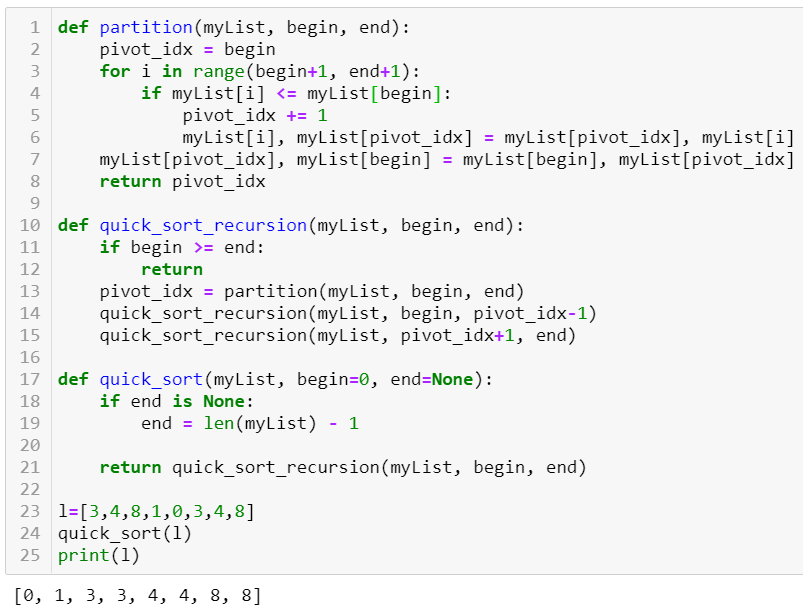 1 def partition(myList, begin, end):
2     pivot_idx = begin
3     for i in range(begin+1, end+1):
4         if myList[i] <= myList[begin]:
5             pivot_idx += 1
6             myList[i], myList[pivot_idx] = myList[pivot_idx], myList[i]
7     myList[pivot_idx], myList[begin] = myList[begin], myList[pivot_idx]
8     return pivot_idx
9
10 def quick_sort_recursion(myList, begin, end):
11     if begin >= end:
12         return
13     pivot_idx = partition(myList, begin, end)
14     quick_sort_recursion(myList, begin, pivot_idx-1)
15     quick_sort_recursion(myList, pivot_idx+1, end)
16
17 def quick_sort(myList, begin=0, end=None):
18     if end is None:
19         end = len(myList) - 1
20
21     return quick_sort_recursion(myList, begin, end)
22
23 l=[3,4,8,1,0,3,4,8]
24 quick_sort(l)
25 print(l)
[0, 1, 3, 3, 4, 4, 8, 8]